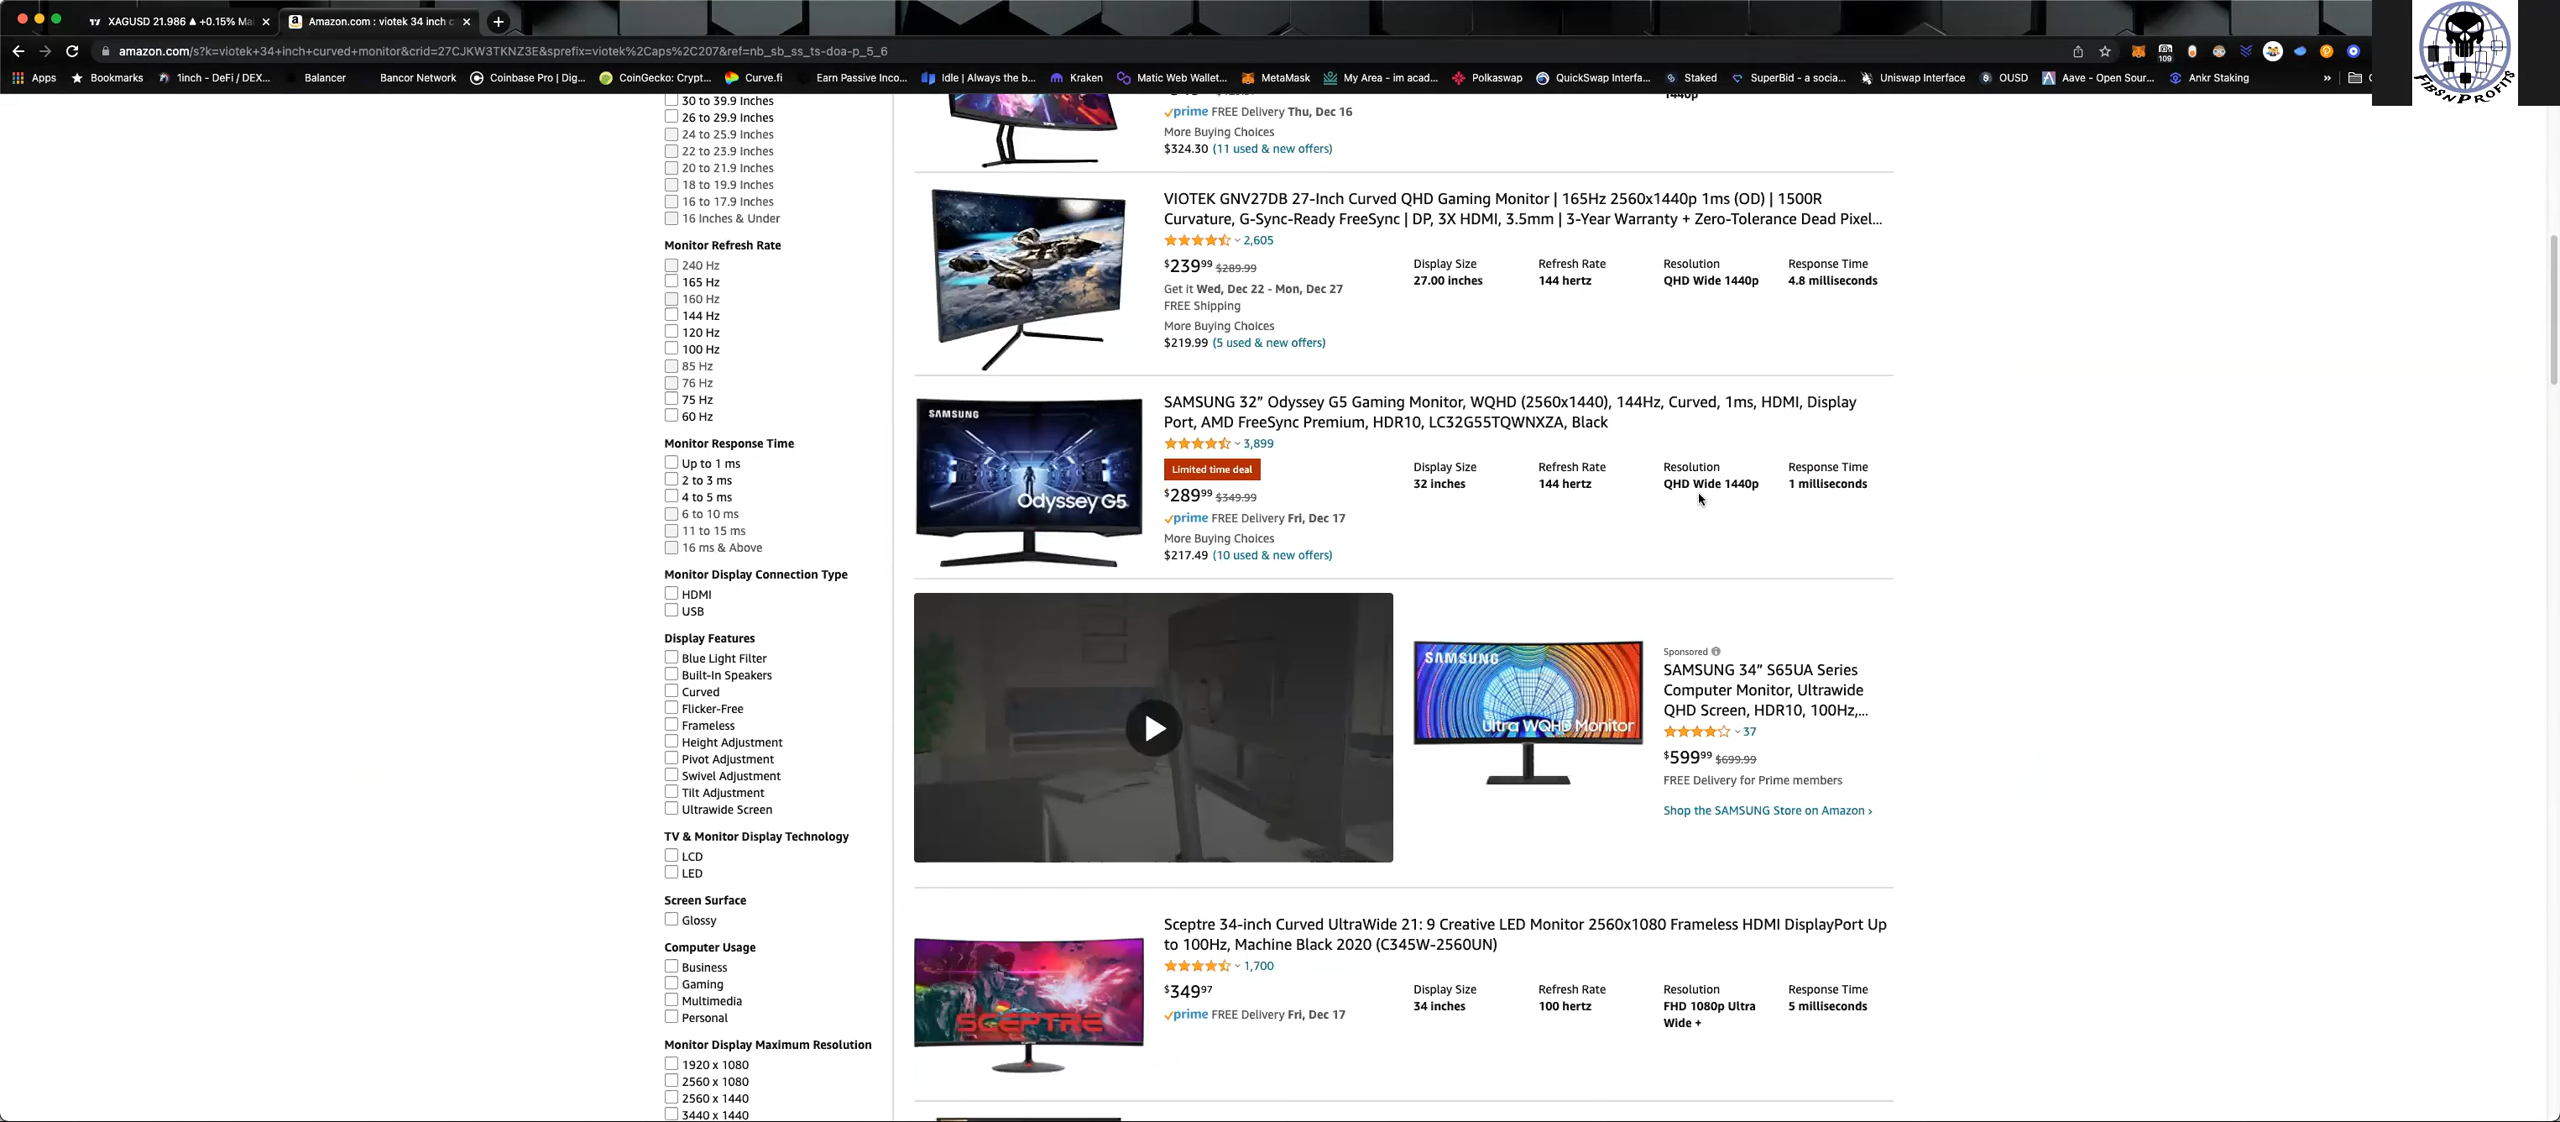 XAGUSD 21.986 ▲ +0.15% Ma
Amazon.com : viotek 34 inch c
amazon.com/s?k=viotek+34+inch+curved+monitor&crid=27CJKW3TKNZ3E&sprefix=viotek%2Caps%2C207&ref=nb_sb_ss_ts-doa-p_5_6
109
Apps Bookmarks 1inch - DeFi / DEX... Balancer Bancor Network Coinbase Pro | Dig... CoinGecko: Crypt... Curve.fi Earn Passive Inco... Idle | Always the b... Kraken Matic Web Wallet... MetaMask My Area – im acad... Polkaswap QuickSwap Interfa... Staked SuperBid – a socia... Uniswap Interface OUSD Aave - Open Sour... Ankr Staking »
FIBSNPROFITS
30 to 39.9 Inches
26 to 29.9 Inches
24 to 25.9 Inches
22 to 23.9 Inches
20 to 21.9 Inches
18 to 19.9 Inches
16 to 17.9 Inches
16 Inches & Under
Monitor Refresh Rate
240 Hz
165 Hz
160 Hz
144 Hz
120 Hz
100 Hz
85 Hz
76 Hz
75 Hz
60 Hz
Monitor Response Time
Up to 1 ms
2 to 3 ms
4 to 5 ms
6 to 10 ms
11 to 15 ms
16 ms & Above
Monitor Display Connection Type
HDMI
USB
Display Features
Blue Light Filter
Built-In Speakers
Curved
Flicker-Free
Frameless
Height Adjustment
Pivot Adjustment
Swivel Adjustment
Tilt Adjustment
Ultrawide Screen
TV & Monitor Display Technology
LCD
LED
Screen Surface
Glossy
Computer Usage
Business
Gaming
Multimedia
Personal
Monitor Display Maximum Resolution
1920 x 1080
2560 x 1080
2560 x 1440
3440 x 1440
1440p
prime FREE Delivery Thu, Dec 16
More Buying Choices
$324.30 (11 used & new offers)
VIOTEK GNV27DB 27-Inch Curved QHD Gaming Monitor | 165Hz 2560x1440p 1ms (OD) | 1500R
Curvature, G-Sync-Ready FreeSync | DP, 3X HDMI, 3.5mm | 3-Year Warranty + Zero-Tolerance Dead Pixel...
2,605
$239.99 $289.99
Get it Wed, Dec 22 - Mon, Dec 27
FREE Shipping
More Buying Choices
$219.99 (5 used & new offers)
Display Size Refresh Rate Resolution Response Time
27.00 inches 144 hertz QHD Wide 1440p 4.8 milliseconds
SAMSUNG
Odyssey G5
SAMSUNG 32” Odyssey G5 Gaming Monitor, WQHD (2560x1440), 144Hz, Curved, 1ms, HDMI, Display
Port, AMD FreeSync Premium, HDR10, LC32G55TQWNXZA, Black
3,899
Limited time deal
$289.99 $349.99
prime FREE Delivery Fri, Dec 17
More Buying Choices
$217.49 (10 used & new offers)
Display Size Refresh Rate Resolution Response Time
32 inches 144 hertz QHD Wide 1440p 1 milliseconds
SAMSUNG
Ultra WQHD Monitor
Sponsored
SAMSUNG 34” S65UA Series
Computer Monitor, Ultrawide
QHD Screen, HDR10, 100Hz,...
37
$599.99 $699.99
FREE Delivery for Prime members
Shop the SAMSUNG Store on Amazon ›
SCEPTRE
Sceptre 34-inch Curved UltraWide 21: 9 Creative LED Monitor 2560x1080 Frameless HDMI DisplayPort Up
to 100Hz, Machine Black 2020 (C345W-2560UN)
1,700
$349.97
prime FREE Delivery Fri, Dec 17
Display Size Refresh Rate Resolution Response Time
34 inches 100 hertz FHD 1080p Ultra 5 milliseconds
Wide +